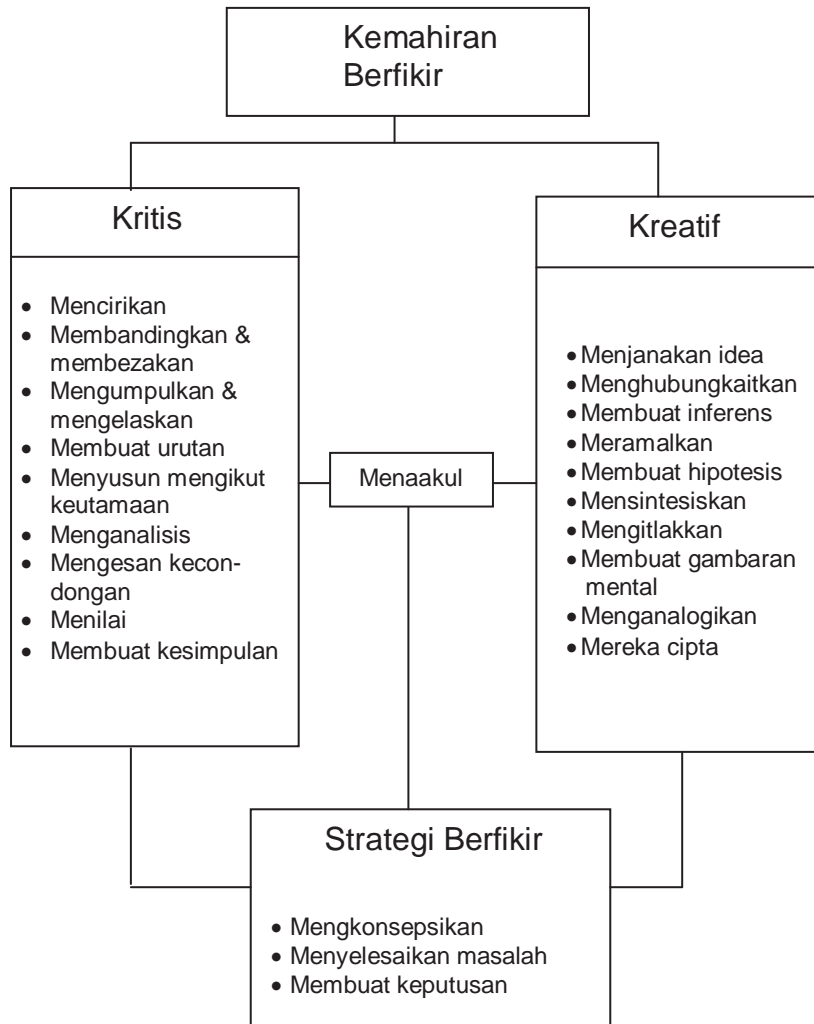 Kemahiran
Berfikir
Kritis
• Mencirikan
• Membandingkan &
membezakan
• Mengumpulkan &
mengelaskan
• Membuat urutan
• Menyusun mengikut
keutamaan
• Menganalisis
• Mengesan kecon-
dongan
• Menilai
• Membuat kesimpulan
Menaakul
Kreatif
• Menjanakan idea
• Menghubungkaitkan
• Membuat inferens
• Meramalkan
• Membuat hipotesis
• Mensintesiskan
• Mengitlakkan
• Membuat gambaran
mental
• Menganalogikan
• Mereka cipta
Strategi Berfikir
• Mengkonsepsikan
• Menyelesaikan masalah
• Membuat keputusan